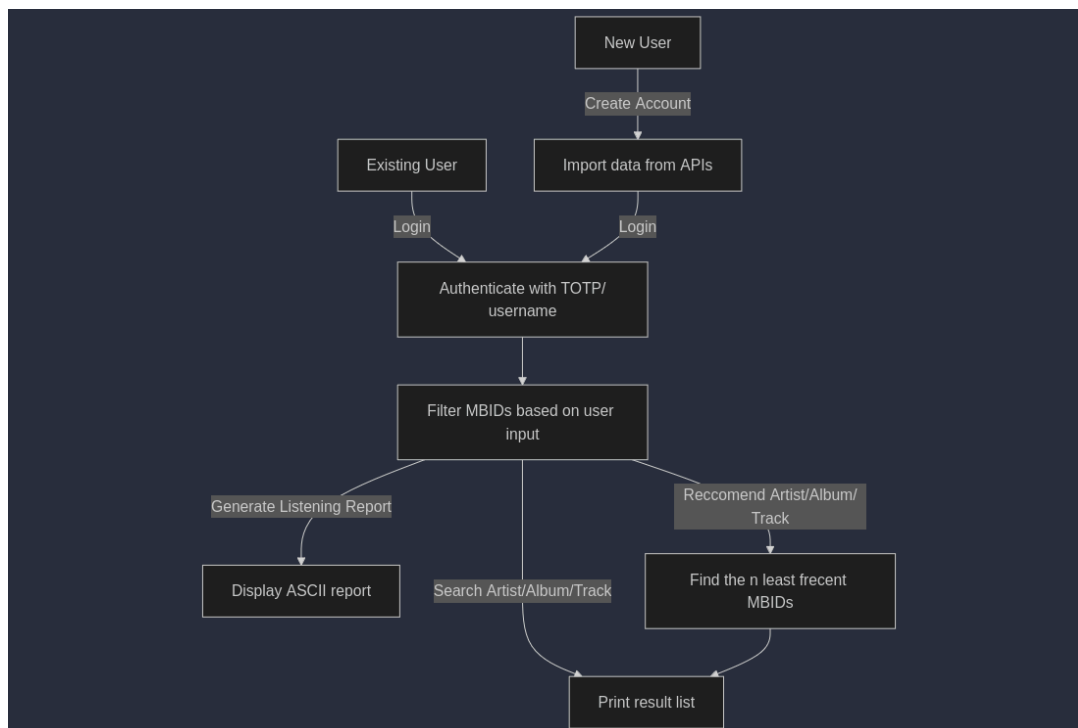 New User
Create Account
Existing User
Import data from APIs
Login
Login
Authenticate with TOTP/
username
Filter MBIDs based on user
input
Generate Listening Report
Reccomend Artist/Album/
Track
Display ASCII report
Search Artist/Album/Track
Find the n least frecent
MBIDs
Print result list